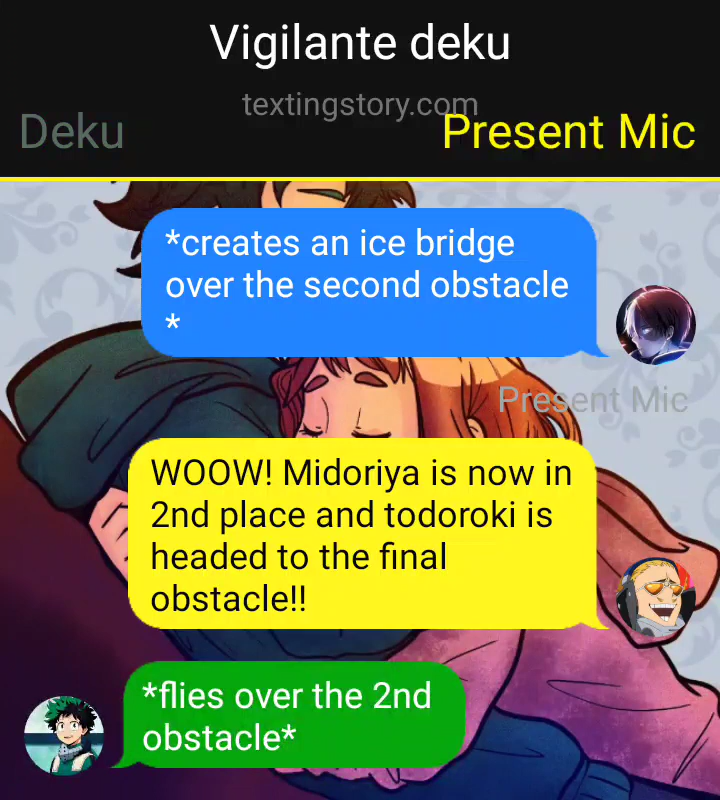 Vigilante deku
textingstory.com
Deku
Present Mic
*creates an ice bridge
over the second obstacle
*
Present Mic
WOOW! Midoriya is now in
2nd place and todoroki is
headed to the final
obstacle!!
*flies over the 2nd
obstacle*